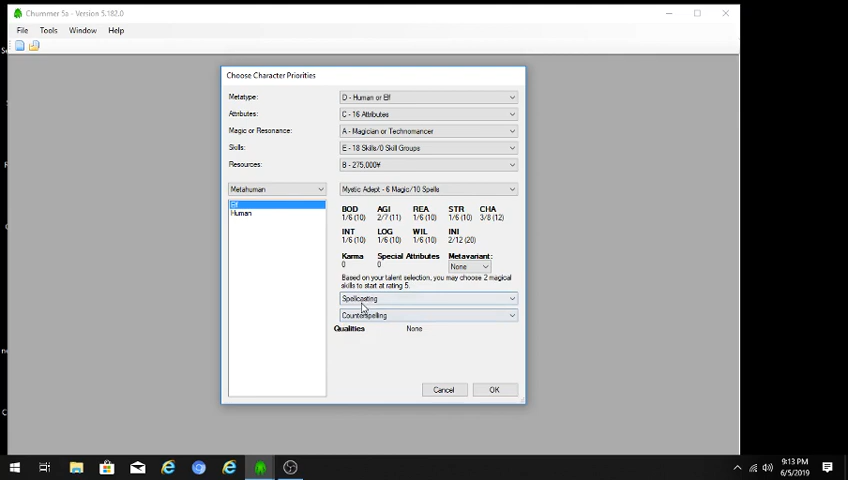 Chummer 5a - Version 5.182.0
File Tools Window Help
Choose Character Priorities
Metatype: D - Human or Elf
Attributes: C - 16 Attributes
Magic or Resonance: A - Magician or Technomancer
Skills: E - 18 Skills/0 Skill Groups
Resources: B - 275,000¥
Metahuman
Mystic Adept - 6 Magic/10 Spells
Elf
Human
BOD AGI REA STR CHA
1/6 (10) 2/7 (11) 1/6 (10) 1/6 (10) 3/8 (12)
INT LOG WIL INI
1/6 (10) 1/6 (10) 1/6 (10) 2/12 (20)
Karma Special Attributes Metavariant:
0 0 None
Based on your talent selection, you may choose 2 magical
skills to start at rating 5.
Spellcasting
Counterspelling
Qualities None
Cancel OK
9:13 PM
6/5/2019